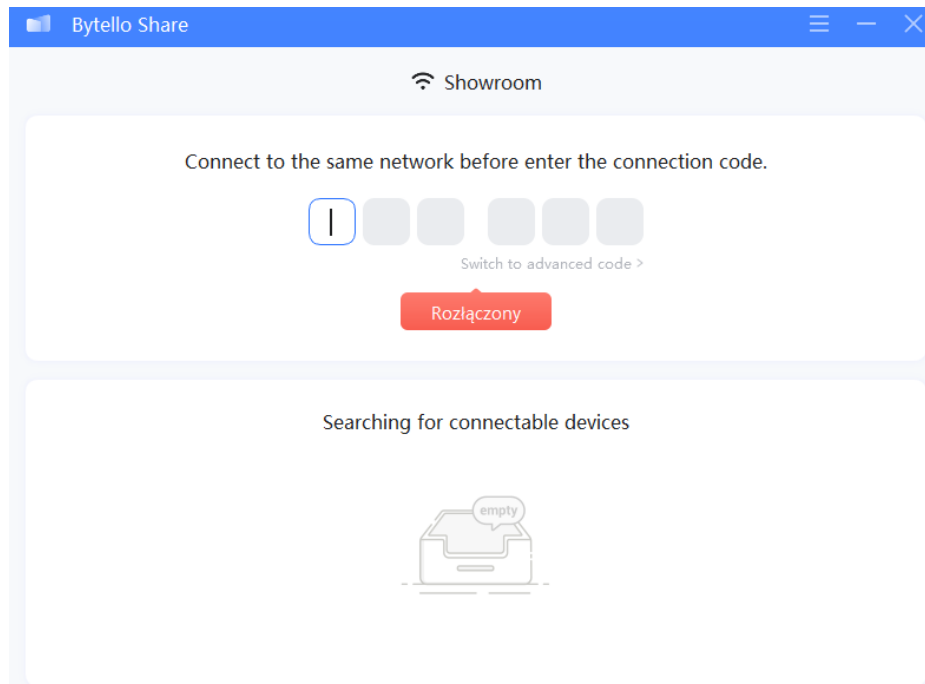 Bytello Share
Showroom
Connect to the same network before enter the connection code.
Switch to advanced code >
Rozłączony
Searching for connectable devices
empty